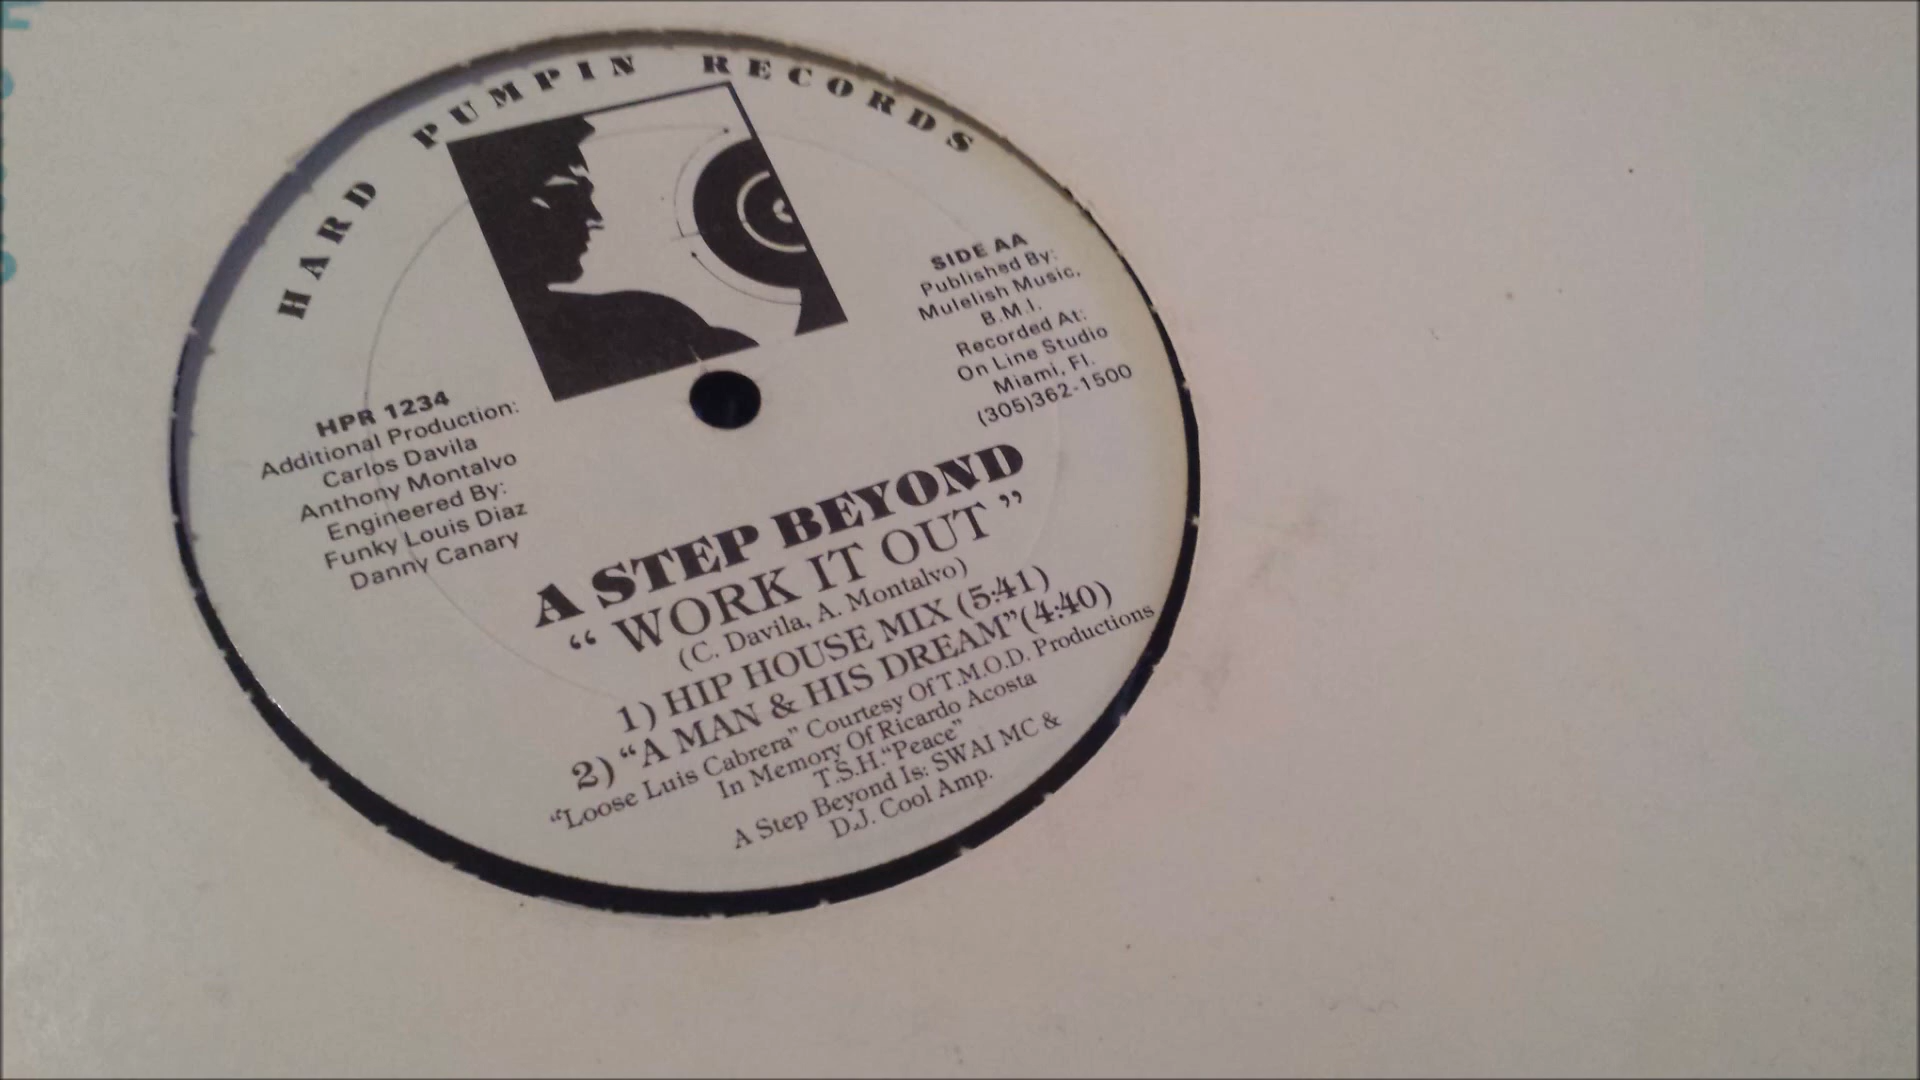 HARD PUMPIN RECORDS
HPR 1234
Additional Production:
Carlos Davila
Anthony Montalvo
Engineered By:
Funky Louis Diaz
Danny Canary
SIDE AA
Published By:
Mulelish Music,
B.M.I.
Recorded At:
On Line Studio
Miami, Fl.
(305)362-1500
A STEP BEYOND
“ WORK IT OUT ”
(C. Davila, A. Montalvo)
1) HIP HOUSE MIX (5:41)
2) “A MAN & HIS DREAM”(4:40)
“Loose Luis Cabrera” Courtesy Of T.M.O.D. Productions
In Memory Of Ricardo Acosta
T.S.H.“Peace”
A Step Beyond Is: SWAI MC &
D.J. Cool Amp.